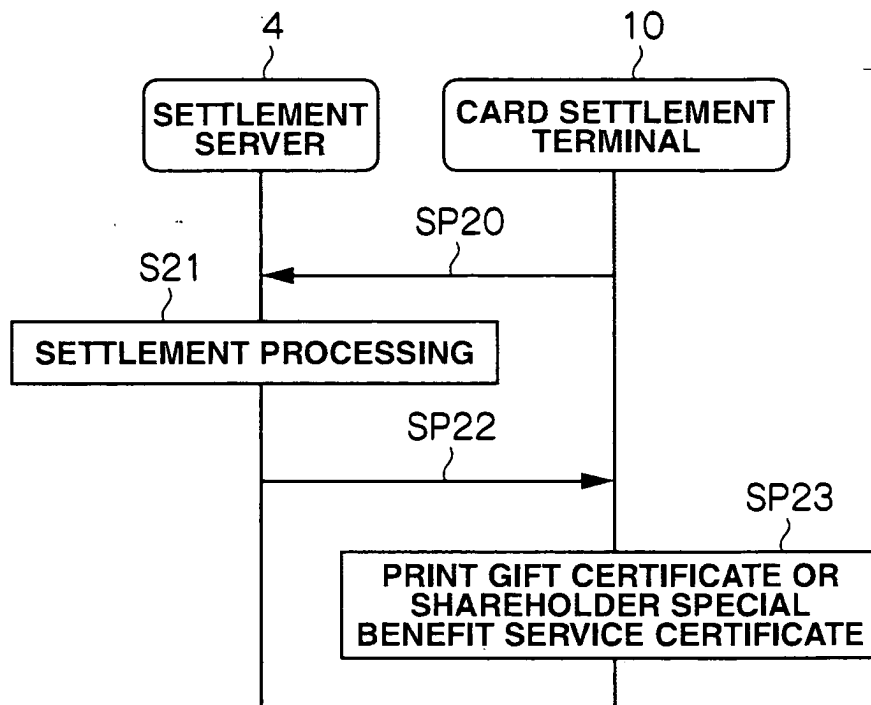 4
10
SETTLEMENT
SERVER
CARD SETTLEMENT
TERMINAL
SP20
S21
SETTLEMENT PROCESSING
SP22
SP23
PRINT GIFT CERTIFICATE OR
SHAREHOLDER SPECIAL
BENEFIT SERVICE CERTIFICATE